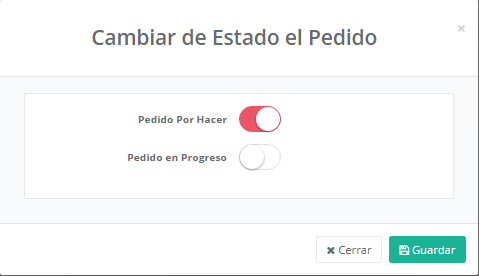 Cambiar de Estado el Pedido
×
Pedido Por Hacer
Pedido en Progreso
Cerrar
Guardar